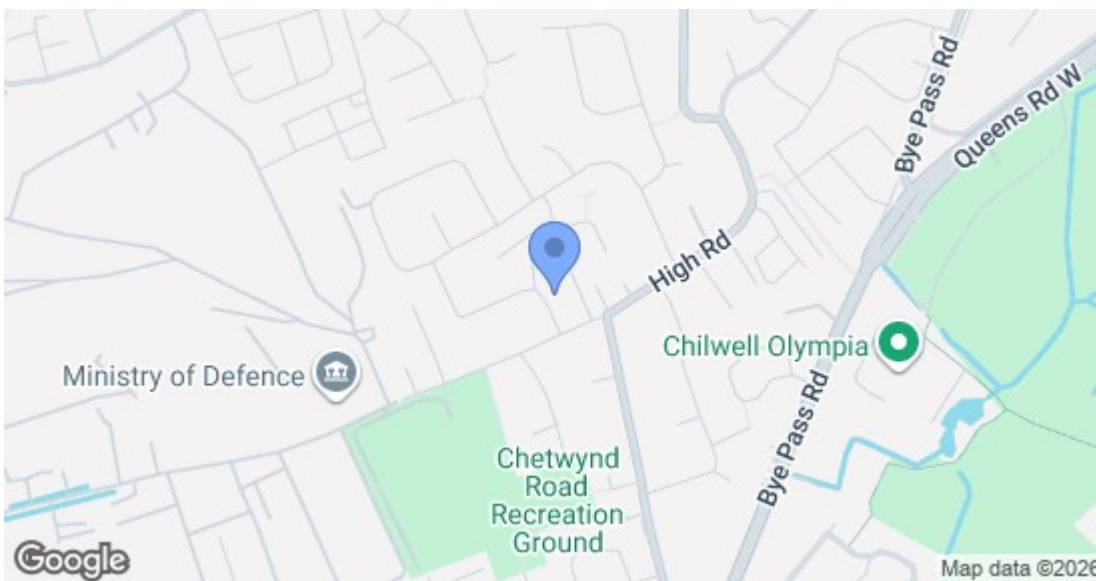 Bye Pass Rd
Queens Rd W
High Rd
Chilwell Olympia
Ministry of Defence
Bye Pass Rd
Chetwynd
Road
Recreation
Ground
Google
Map data ©2026